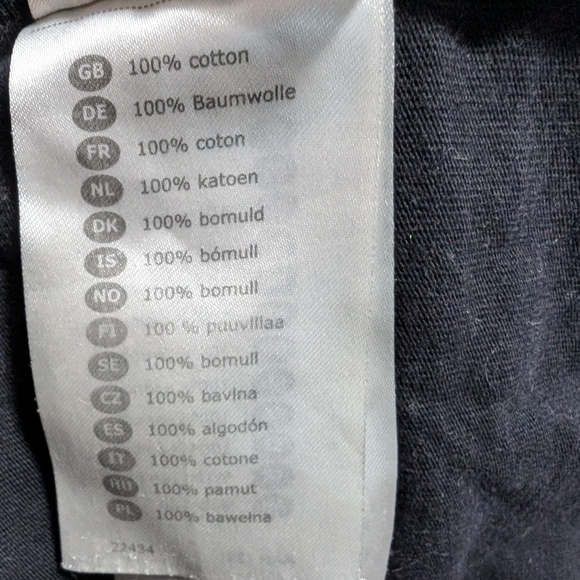 GB 100% cotton
DE 100% Baumwolle
FR 100% coton
NL 100% katoen
DK 100% bomuld
IS 100% bómull
NO 100% bomull
FI 100 % puuvillaa
SE 100% bomull
CZ 100% bavlna
ES 100% algodón
IT 100% cotone
HU 100% pamut
PL 100% bawełna
22434